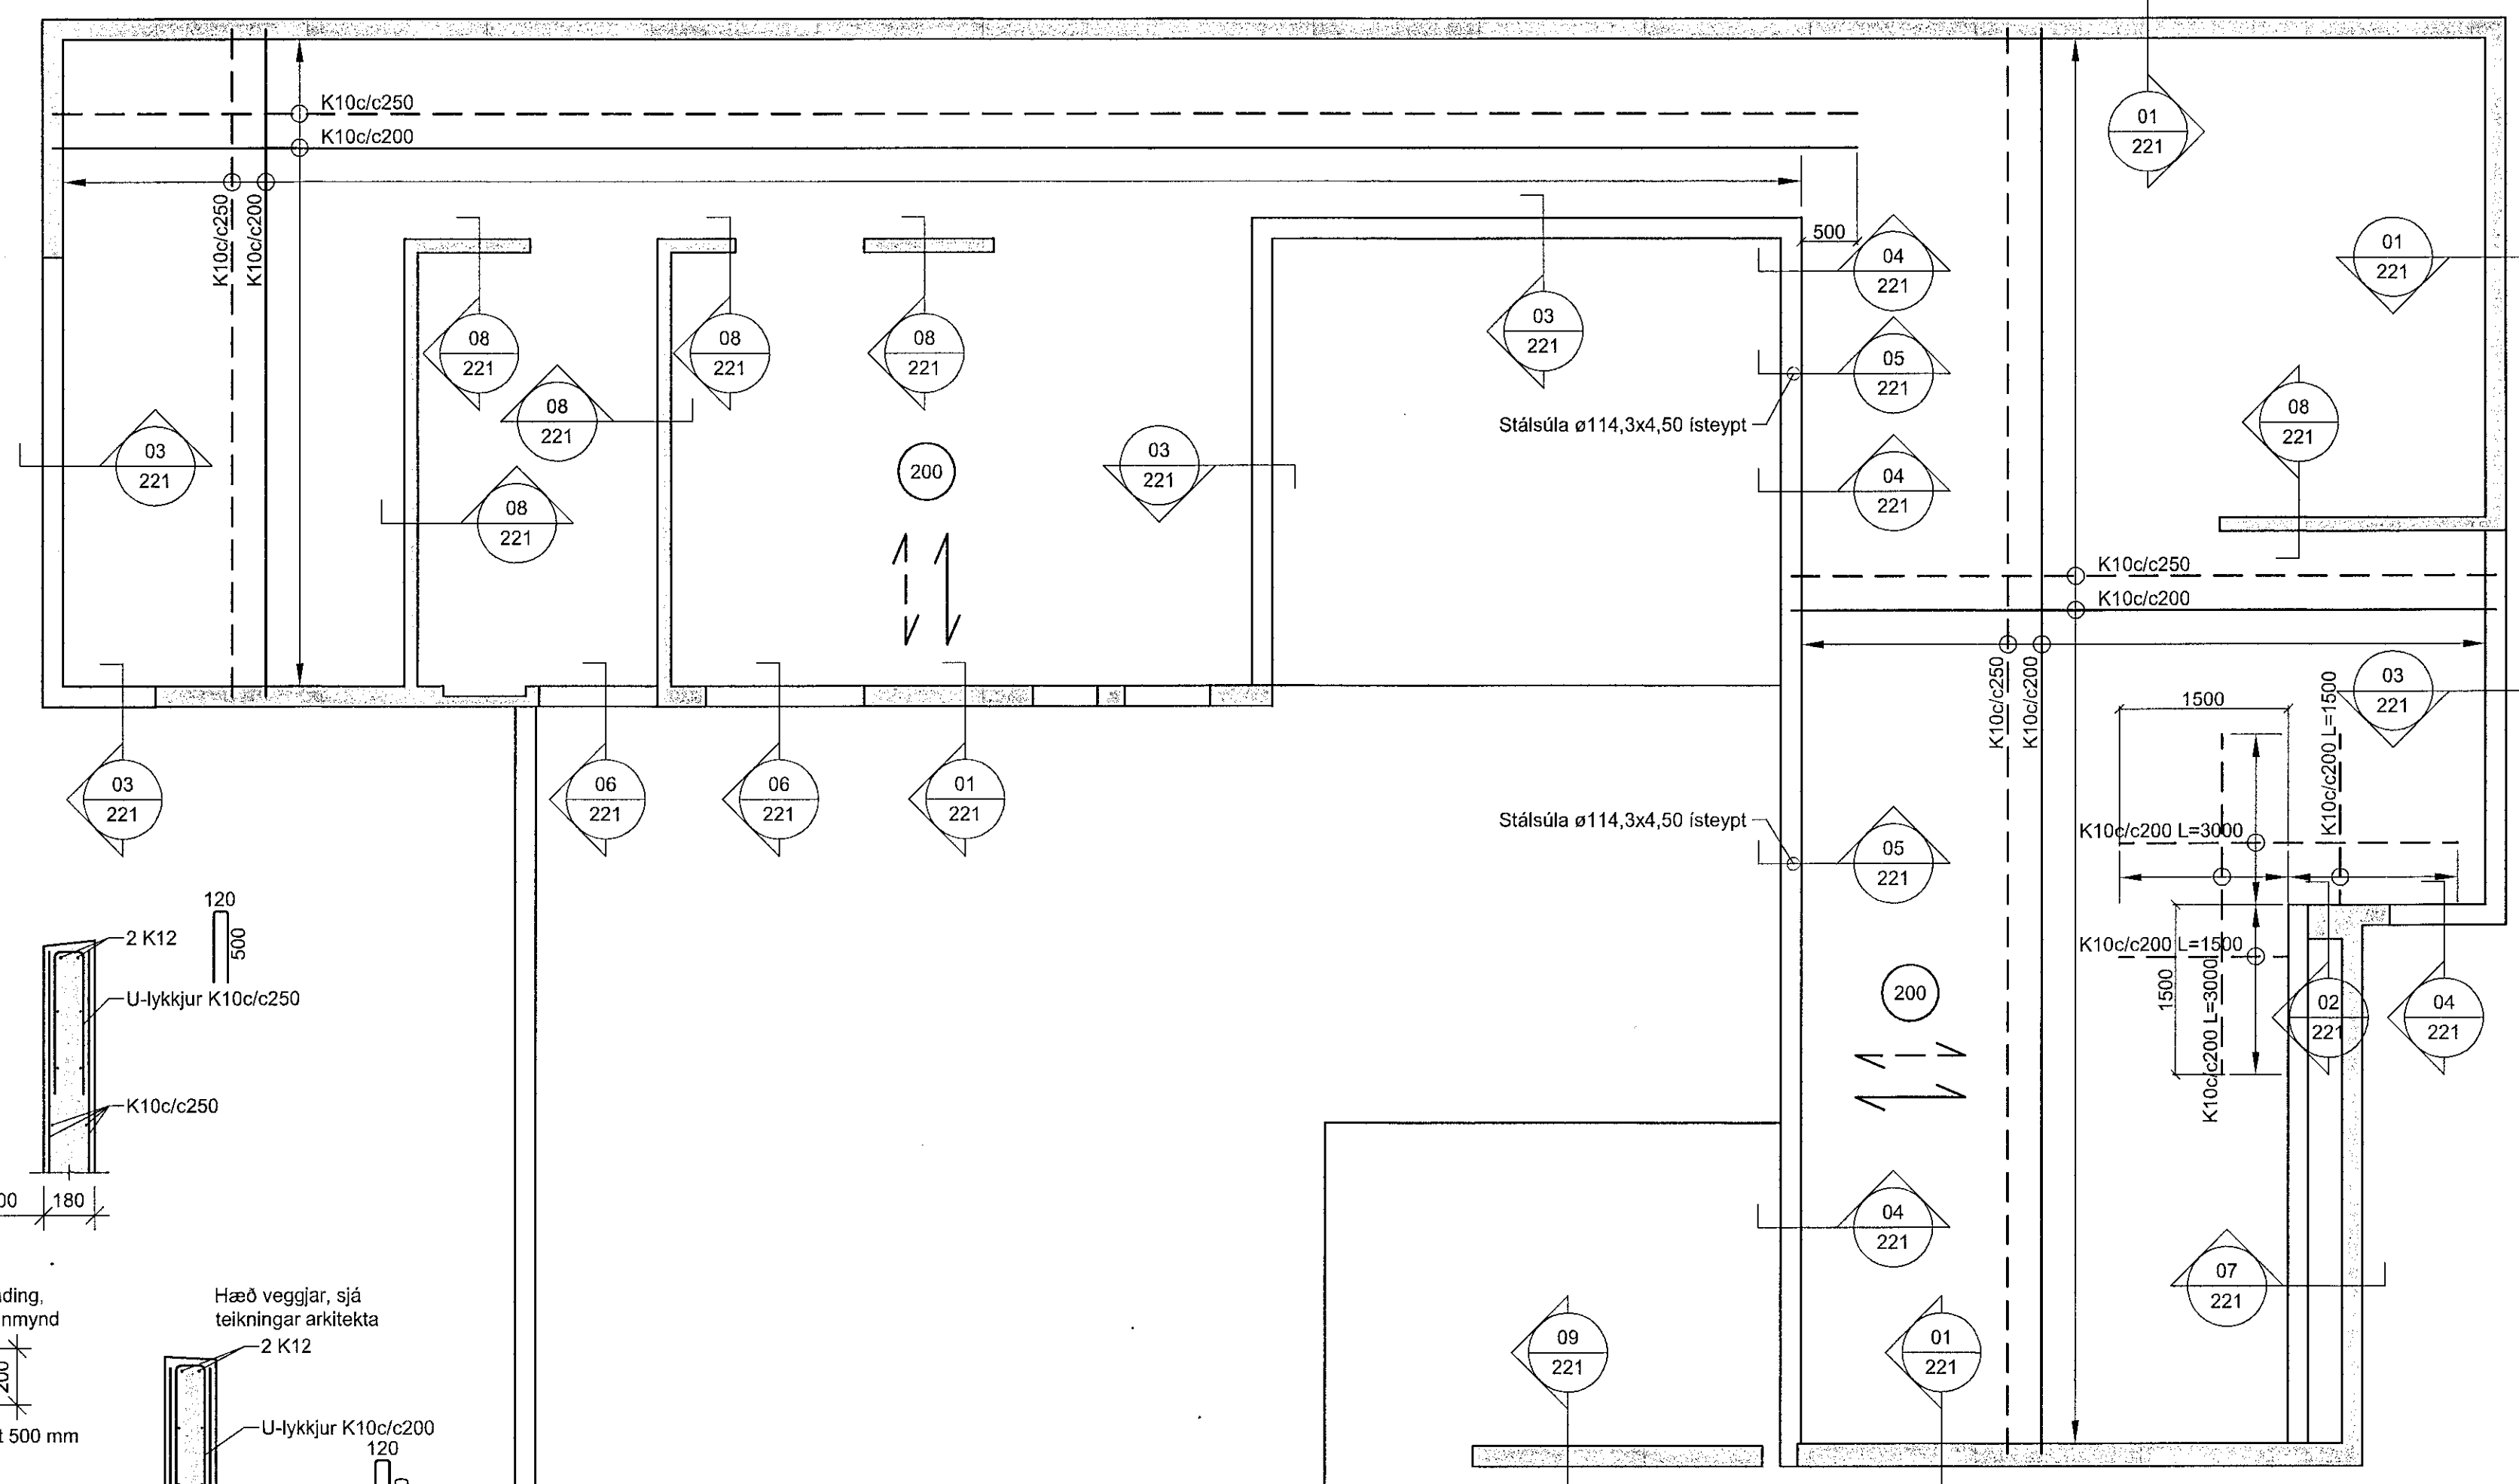 K10c/c250
K10c/c200
K10c/c250
K10c/c200
01
221
500
04
221
01
221
03
221
08
221
08
221
08
221
05
221
Stálsúla ø114,3x4,50 ísteypt
08
221
08
221
03
221
200
03
221
04
221
08
221
K10c/c250
K10c/c200
K10c/c250
K10c/c200
03
221
1500
K10c/c200 L=1500
03
221
06
221
06
221
01
221
Stálsúla ø114,3x4,50 ísteypt
05
221
K10c/c200 L=3000
K10c/c200 L=1500
1500
K10c/c200 L=3000
02
221
04
221
200
120
500
2 K12
U-lykkjur K10c/c250
K10c/c250
180
04
221
07
221
Hæð veggjar, sjá
teikningar arkitekta
2 K12
200
09
221
01
221
500 mm
U-lykkjur K10c/c200
120
08
221